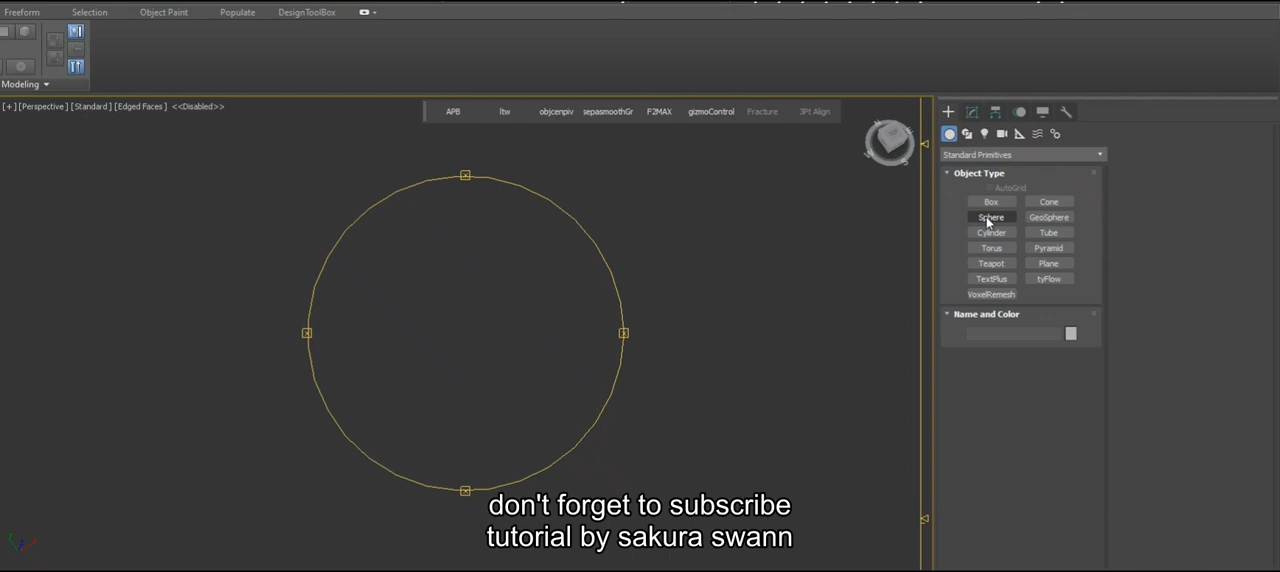 Freeform Selection Object Paint Populate DesignToolBox
Modeling
[+] [Perspective] [Standard] [Edged Faces] <<Disabled>>
APB ltw objcenpiv sepasmoothGr F2MAX gizmoControl Fracture 3Pt Align
Standard Primitives
Object Type
AutoGrid
Box Cone
Sphere GeoSphere
Cylinder Tube
Torus Pyramid
Teapot Plane
TextPlus tyFlow
VoxelRemesh
Name and Color
don't forget to subscribe
tutorial by sakura swann